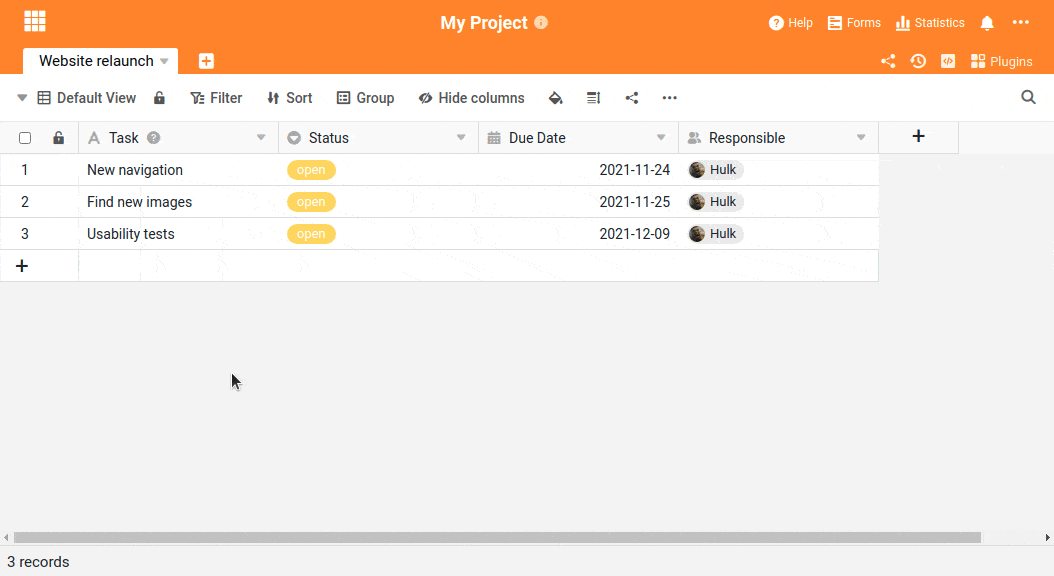 My Project
Help Forms Statistics
Website relaunch
Plugins
Default View Filter Sort Group Hide columns
Task Status Due Date Responsible
1 New navigation open 2021-11-24 Hulk
2 Find new images open 2021-11-25 Hulk
3 Usability tests open 2021-12-09 Hulk
3 records